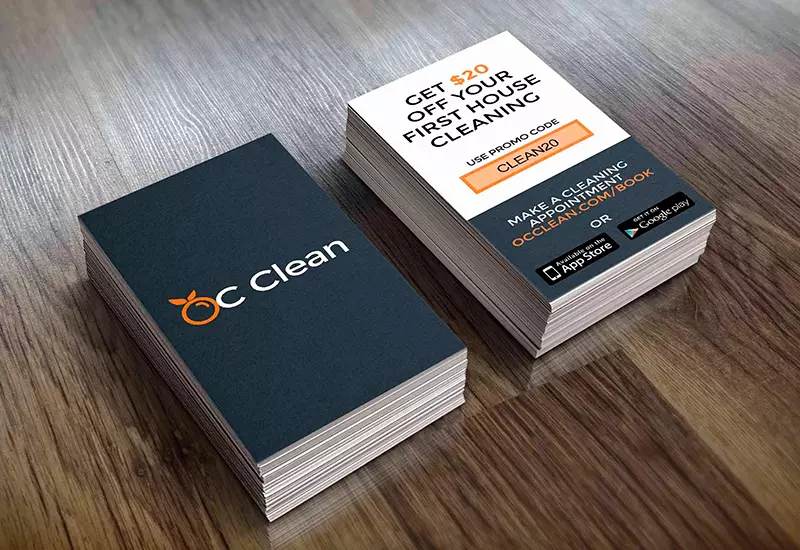 OC Clean
GET $20
OFF YOUR
FIRST HOUSE
CLEANING
USE PROMO CODE
CLEAN20
MAKE A CLEANING
APPOINTMENT
OCCLEAN.COM/BOOK
OR
Available on the
App Store
GET IT ON
Google play